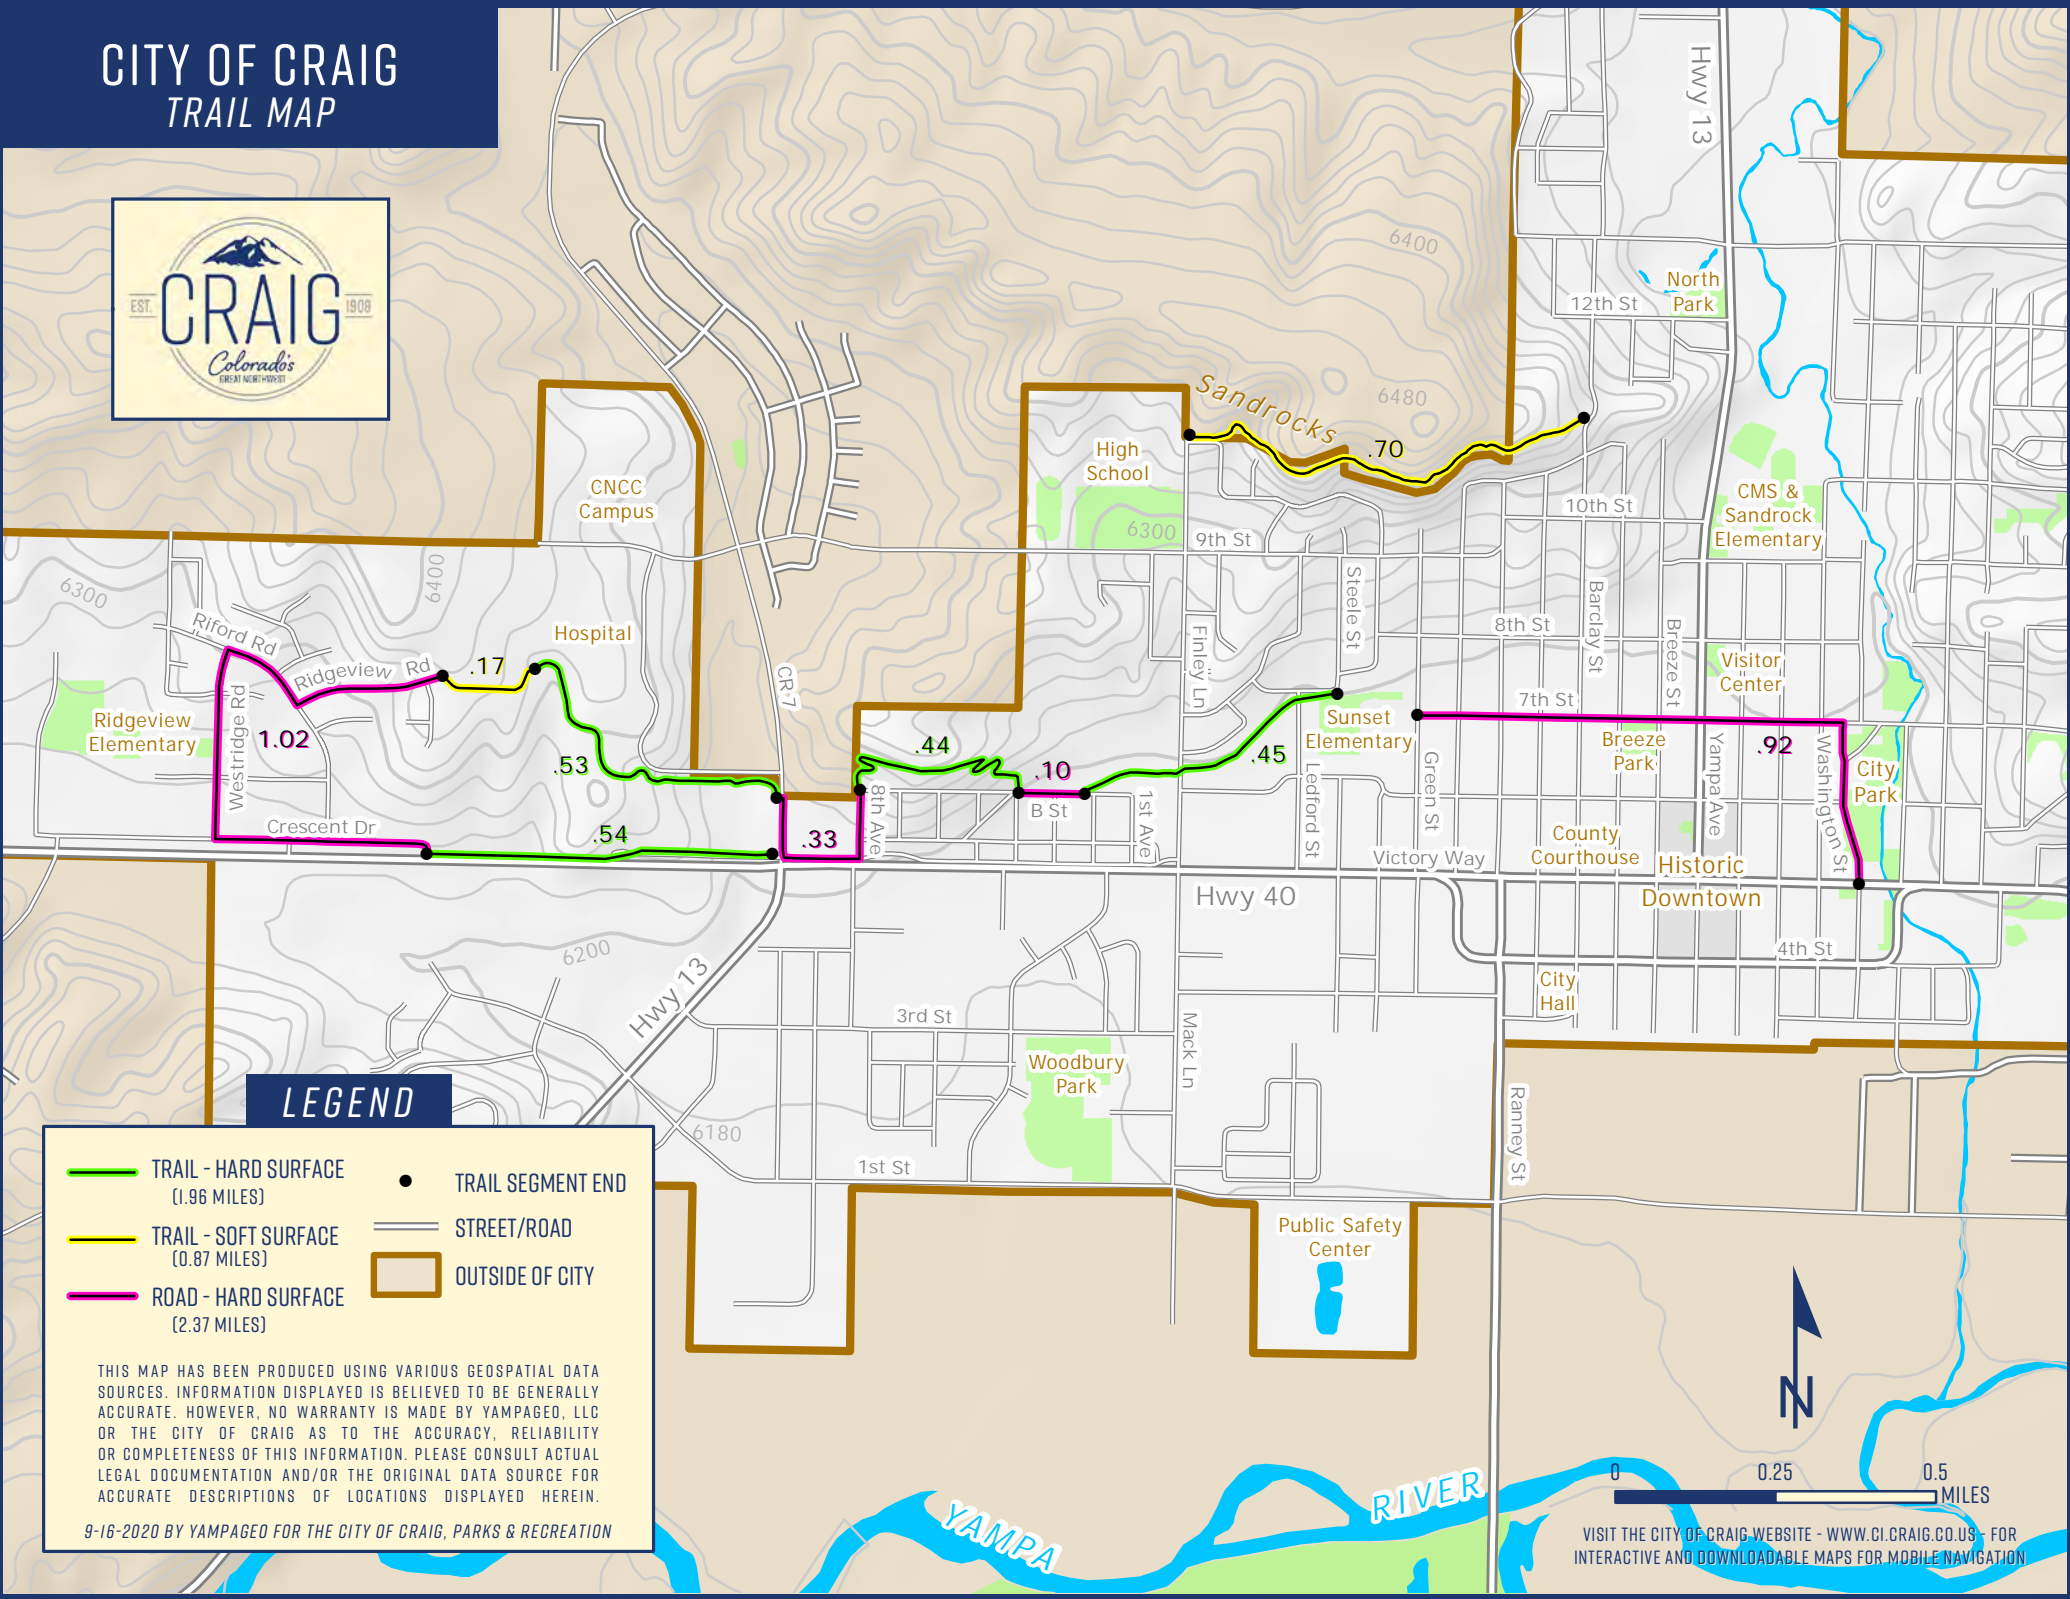 CITY OF CRAIG
TRAIL MAP
EST. CRAIG 1908
Colorado's
GREAT NORTHWEST
Hwy 13
6400
North
Park
12th St
Sandrocks
6480
.70
High
School
CNCC
Campus
6300
9th St
10th St
CMS &
Sandrock
Elementary
6300
6400
Riford Rd
Hospital
Ridgeview Rd
.17
Steele St
Barclay St
8th St
Finley Ln
Breeze St
Visitor
Center
CR 7
7th St
Ridgeview
Elementary
Westridge Rd
1.02
.53
.44
.10
.45
Sunset
Elementary
Breeze
Park
.92
Green St
Yampa Ave
Washington St
City
Park
Ledford St
B St
1st Ave
8th Ave
Crescent Dr
.54
.33
Victory Way
County
Courthouse
Historic
Downtown
Hwy 40
6200
Hwy 13
4th St
City
Hall
3rd St
Mack Ln
Woodbury
Park
Ranney St
6180
1st St
Public Safety
Center
LEGEND
TRAIL - HARD SURFACE
(1.96 MILES)
TRAIL - SOFT SURFACE
(0.87 MILES)
ROAD - HARD SURFACE
(2.37 MILES)
TRAIL SEGMENT END
STREET/ROAD
OUTSIDE OF CITY
THIS MAP HAS BEEN PRODUCED USING VARIOUS GEOSPATIAL DATA
SOURCES. INFORMATION DISPLAYED IS BELIEVED TO BE GENERALLY
ACCURATE. HOWEVER, NO WARRANTY IS MADE BY YAMPAGEO, LLC
OR THE CITY OF CRAIG AS TO THE ACCURACY, RELIABILITY
OR COMPLETENESS OF THIS INFORMATION. PLEASE CONSULT ACTUAL
LEGAL DOCUMENTATION AND/OR THE ORIGINAL DATA SOURCE FOR
ACCURATE DESCRIPTIONS OF LOCATIONS DISPLAYED HEREIN.
9-16-2020 BY YAMPAGEO FOR THE CITY OF CRAIG, PARKS & RECREATION
YAMPA
RIVER
N
0 0.25 0.5
MILES
VISIT THE CITY OF CRAIG WEBSITE - WWW.CI.CRAIG.CO.US - FOR
INTERACTIVE AND DOWNLOADABLE MAPS FOR MOBILE NAVIGATION